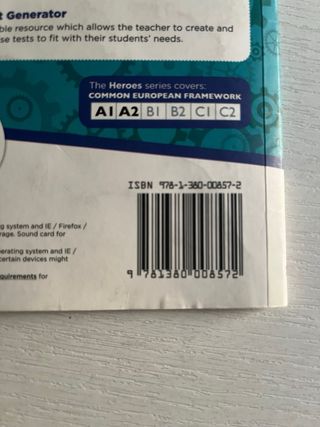 t Generator
ble resource which allows the teacher to create and
se tests to fit with their students' needs.
The Heroes series covers:
COMMON EUROPEAN FRAMEWORK
A1 A2 B1 B2 C1 C2
ISBN 978-1-380-00857-2
ng system and IE / Firefox /
rage. Sound card for
erating system and IE /
certain devices might
quirements for
9 781380 008572